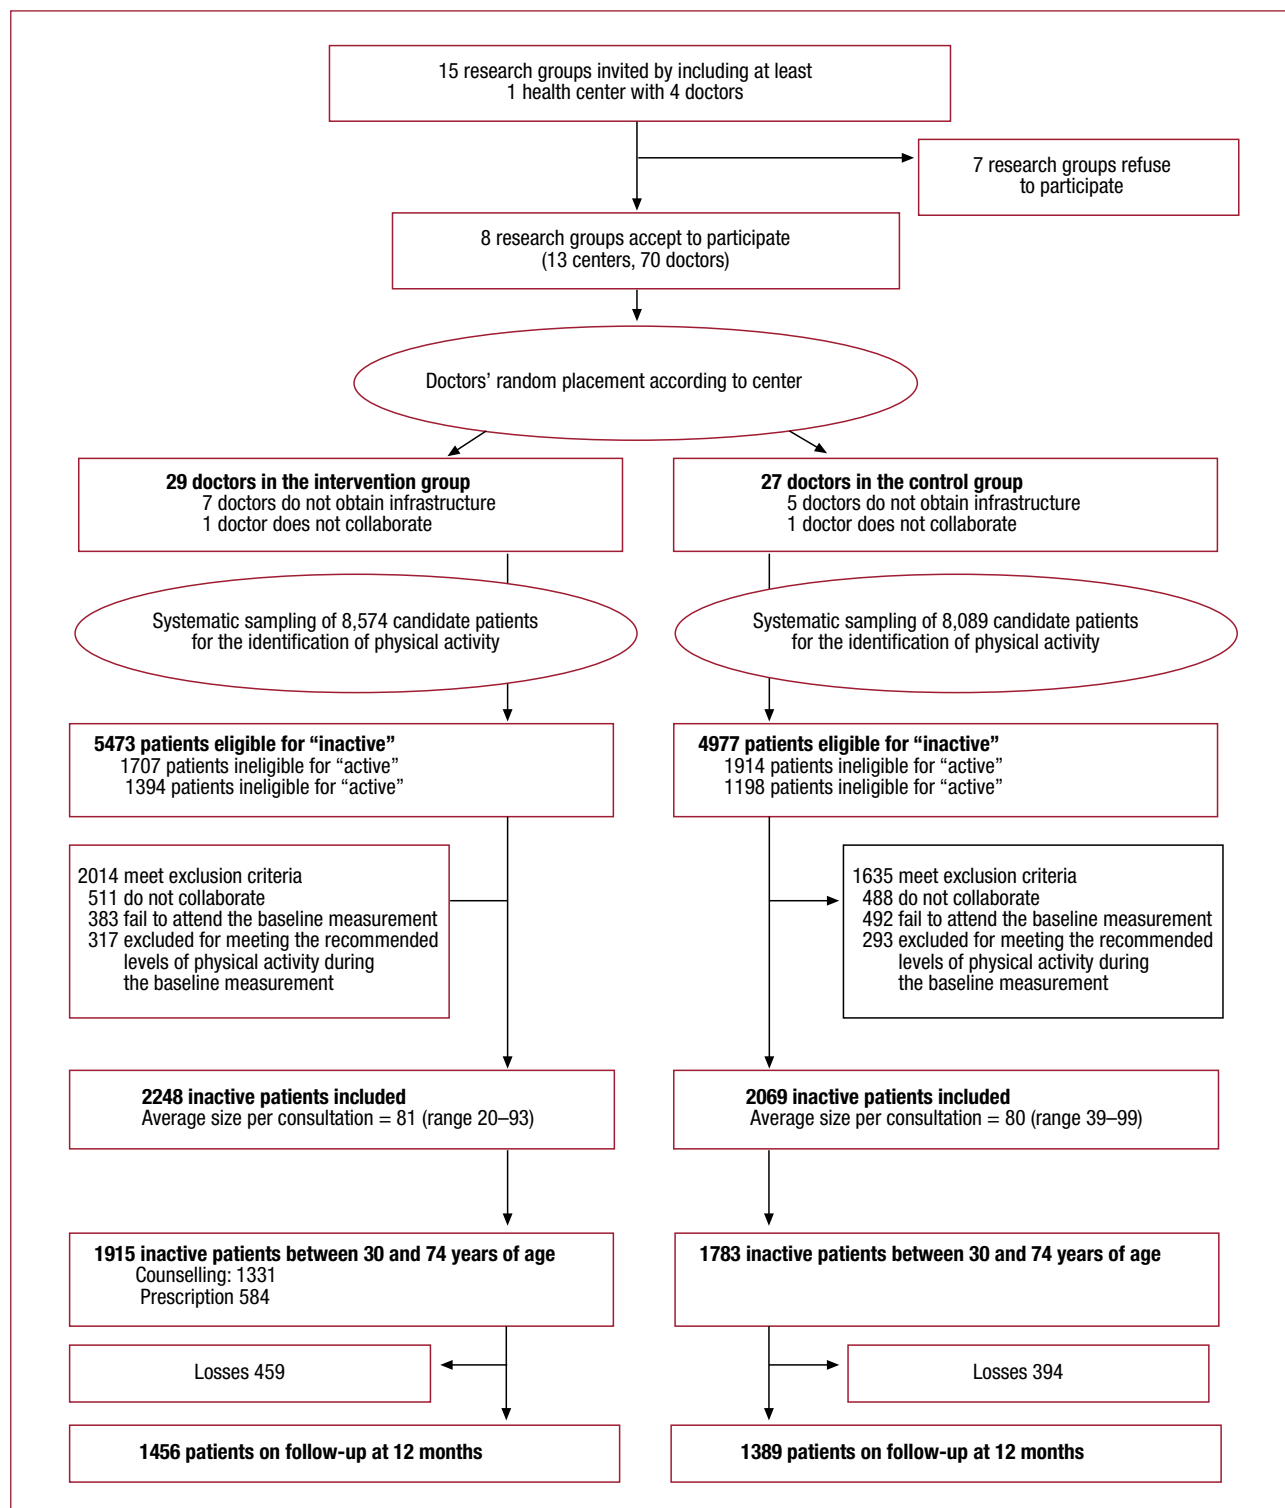 15 research groups invited by including at least
1 health center with 4 doctors
7 research groups refuse
to participate
8 research groups accept to participate
(13 centers, 70 doctors)
Doctors’ random placement according to center
29 doctors in the intervention group
7 doctors do not obtain infrastructure
1 doctor does not collaborate
27 doctors in the control group
5 doctors do not obtain infrastructure
1 doctor does not collaborate
Systematic sampling of 8,574 candidate patients
for the identification of physical activity
Systematic sampling of 8,089 candidate patients
for the identification of physical activity
5473 patients eligible for “inactive”
1707 patients ineligible for “active”
1394 patients ineligible for “active”
4977 patients eligible for “inactive”
1914 patients ineligible for “active”
1198 patients ineligible for “active”
2014 meet exclusion criteria
511 do not collaborate
383 fail to attend the baseline measurement
317 excluded for meeting the recommended
levels of physical activity during
the baseline measurement
1635 meet exclusion criteria
488 do not collaborate
492 fail to attend the baseline measurement
293 excluded for meeting the recommended
levels of physical activity during
the baseline measurement
2248 inactive patients included
Average size per consultation = 81 (range 20–93)
2069 inactive patients included
Average size per consultation = 80 (range 39–99)
1915 inactive patients between 30 and 74 years of age
Counselling: 1331
Prescription 584
1783 inactive patients between 30 and 74 years of age
Losses 459
Losses 394
1456 patients on follow-up at 12 months
1389 patients on follow-up at 12 months